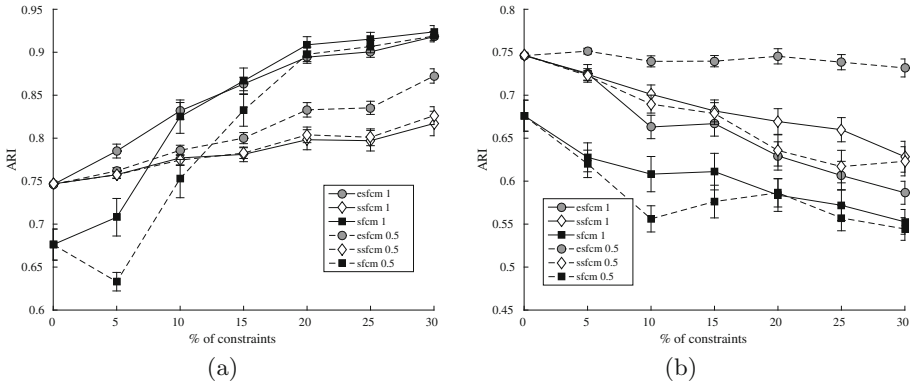 0.95
0.9
0.85
0.8
0.75
0.7
0.65
0.6
ARI
0 5 10 15 20 25 30
% of constraints
esfcm 1
ssfcm 1
sfcm 1
esfcm 0.5
ssfcm 0.5
sfcm 0.5
(a)
0.8
0.75
0.7
0.65
0.6
0.55
0.5
0.45
ARI
0 5 10 15 20 25 30
% of constraints
esfcm 1
ssfcm 1
sfcm 1
esfcm 0.5
ssfcm 0.5
sfcm 0.5
(b)